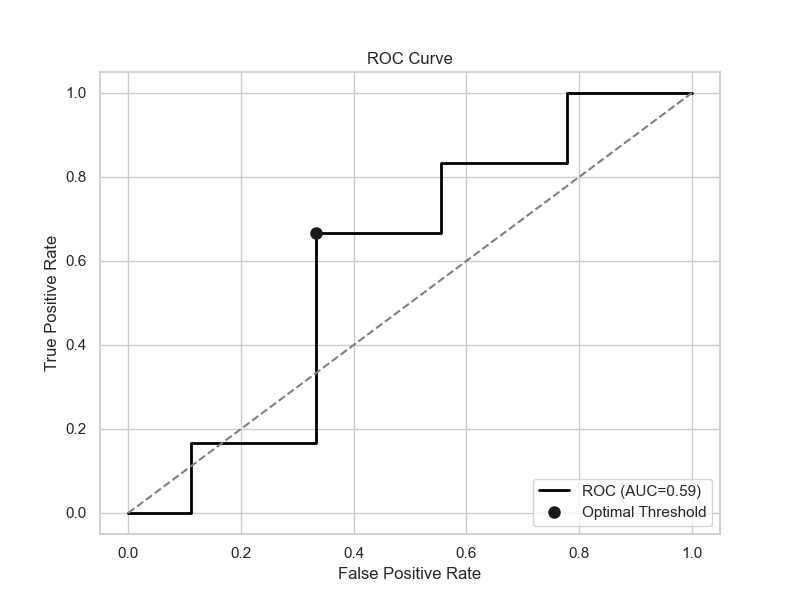 ROC Curve
True Positive Rate
1.0
0.8
0.6
0.4
0.2
0.0
0.0 0.2 0.4 0.6 0.8 1.0
False Positive Rate
ROC (AUC=0.59)
Optimal Threshold